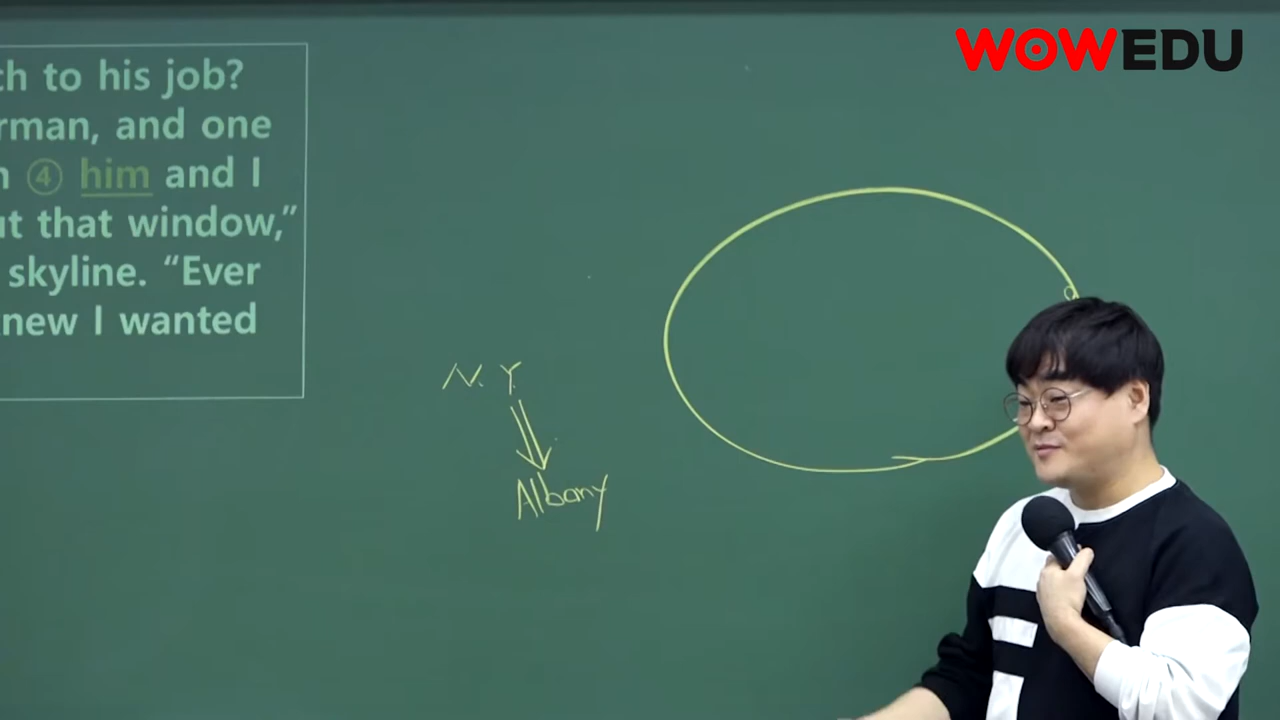 WOWEDU
ch to his job?
rman, and one
④ him and I
ut that window,”
skyline. “Ever
new I wanted
N. Y.
Albany